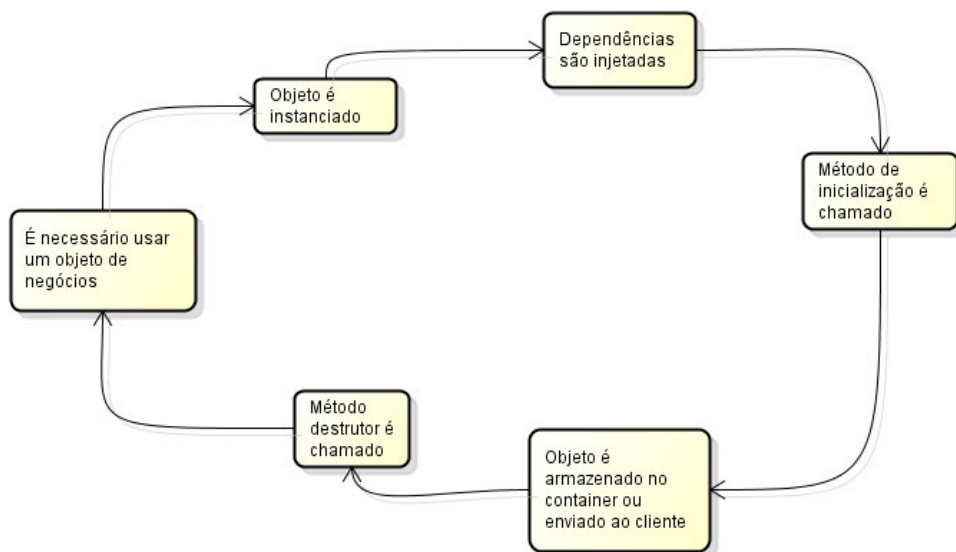 Dependências
são injetadas
Objeto é
instanciado
Método de
inicialização é
chamado
É necessário usar
um objeto de
negócios
Método
destrutor é
chamado
Objeto é
armazenado no
container ou
enviado ao cliente